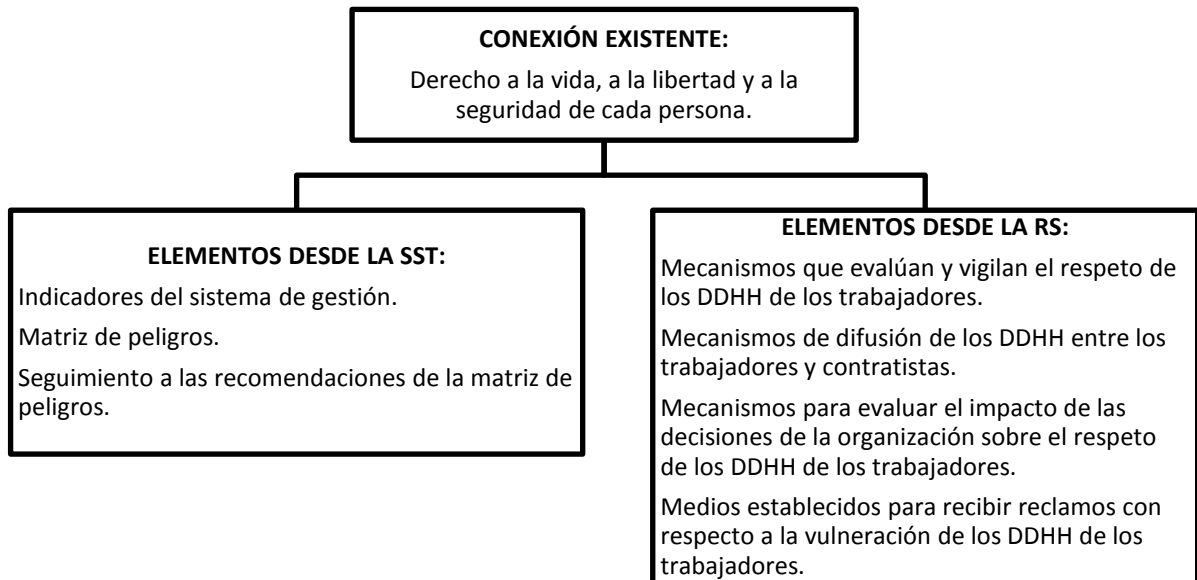 CONEXIÓN EXISTENTE:
Derecho a la vida, a la libertad y a la
seguridad de cada persona.
ELEMENTOS DESDE LA SST:
Indicadores del sistema de gestión.
Matriz de peligros.
Seguimiento a las recomendaciones de la matriz de
peligros.
ELEMENTOS DESDE LA RS:
Mecanismos que evalúan y vigilan el respeto de
los DDHH de los trabajadores.
Mecanismos de difusión de los DDHH entre los
trabajadores y contratistas.
Mecanismos para evaluar el impacto de las
decisiones de la organización sobre el respeto
de los DDHH de los trabajadores.
Medios establecidos para recibir reclamos con
respecto a la vulneración de los DDHH de los
trabajadores.